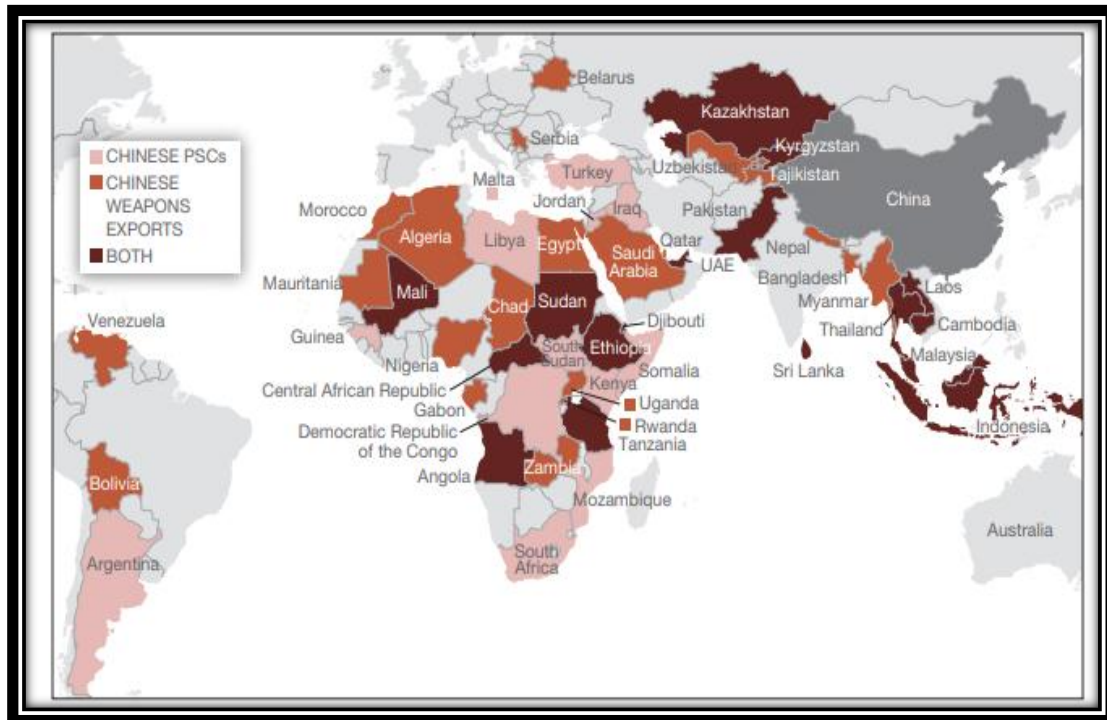 CHINESE PSCs
CHINESE
WEAPONS
EXPORTS
BOTH
Belarus
Serbia
Malta
Turkey
Jordan
Iraq
Kazakhstan
Kyrgyzstan
Uzbekistan
Tajikistan
China
Pakistan
Nepal
Morocco
Algeria
Libya
Egypt
Saudi
Arabia
Qatar
UAE
Bangladesh
Myanmar
Laos
Thailand
Cambodia
Malaysia
Sri Lanka
Indonesia
Mauritania
Mali
Chad
Sudan
Djibouti
Venezuela
Guinea
Nigeria
South
Sudan
Ethiopia
Somalia
Central African Republic
Kenya
Gabon
Uganda
Democratic Republic
of the Congo
Rwanda
Tanzania
Angola
Zambia
Mozambique
Bolivia
Argentina
South
Africa
Australia